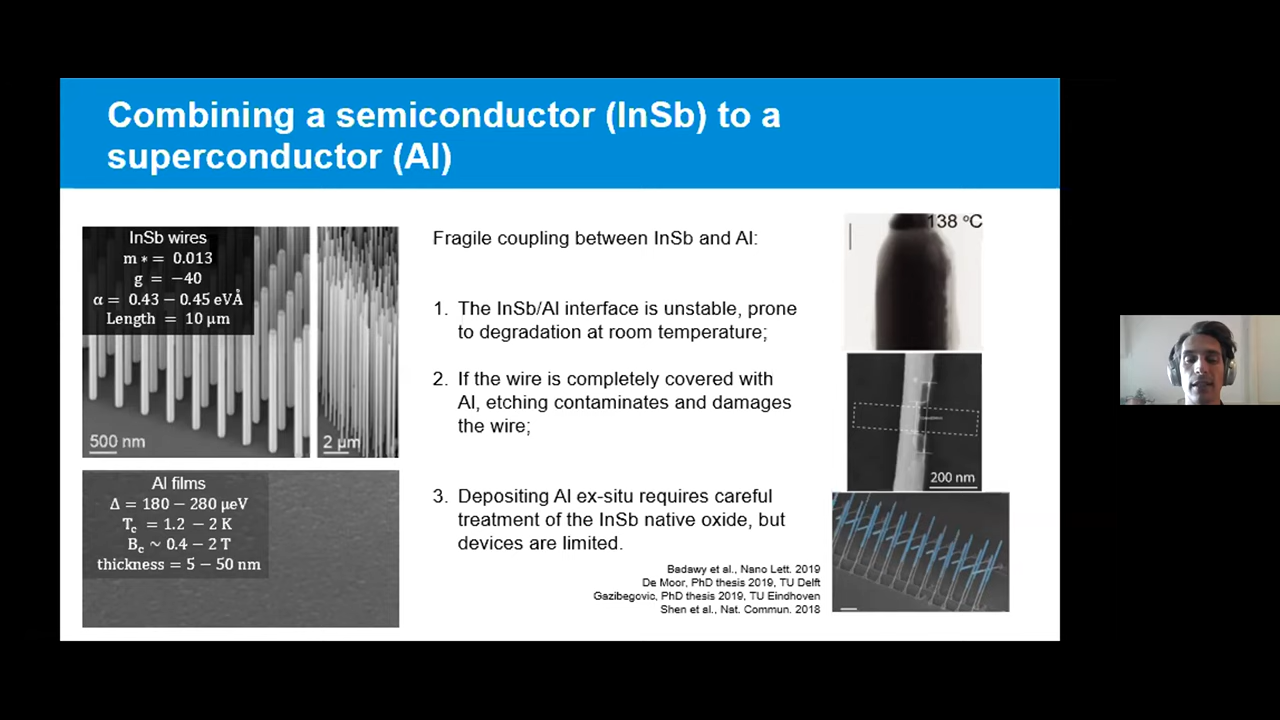 Combining a semiconductor (InSb) to a
superconductor (Al)
InSb wires
m∗ = 0.013
g = −40
α = 0.43 − 0.45 eVÅ
Length = 10 μm
500 nm
2 μm
Al films
Δ = 180 − 280 μeV
Tc = 1.2 − 2 K
Bc ~ 0.4 − 2 T
thickness = 5 − 50 nm
Fragile coupling between InSb and Al:
1. The InSb/Al interface is unstable, prone
to degradation at room temperature;
2. If the wire is completely covered with
Al, etching contaminates and damages
the wire;
3. Depositing Al ex-situ requires careful
treatment of the InSb native oxide, but
devices are limited.
Badawy et al., Nano Lett. 2019
De Moor, PhD thesis 2019, TU Delft
Gazibegovic, PhD thesis 2019, TU Eindhoven
Shen et al., Nat. Commun. 2018
138 °C
200 nm